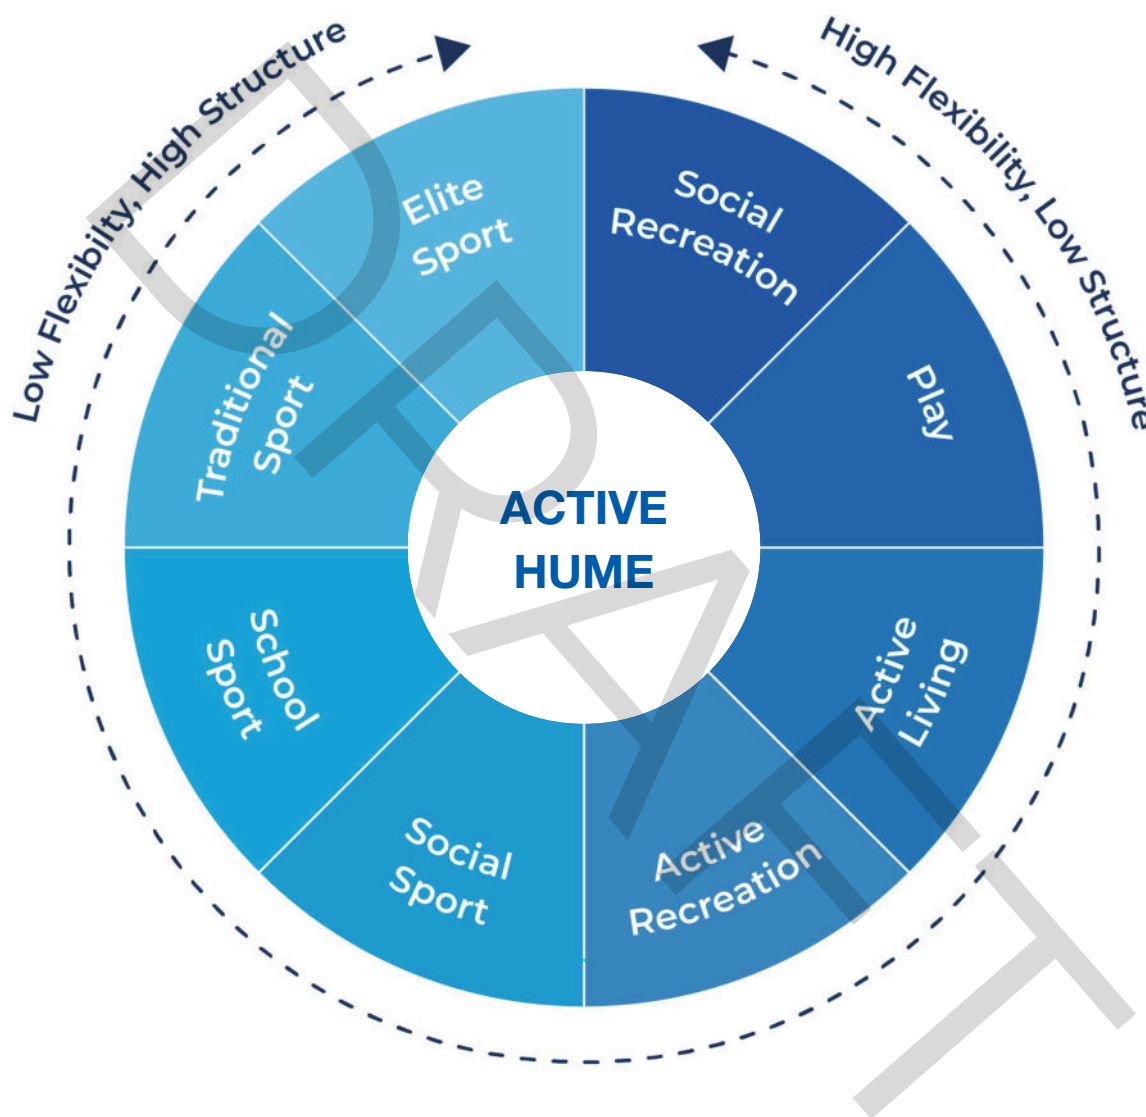 Low Flexibilty, High Structure
High Flexibility, Low Structure
Elite
Sport
Social
Recreation
Traditional
Sport
Play
ACTIVE
HUME
School
Sport
Active
Living
Social
Sport
Active
Recreation
DRAFT